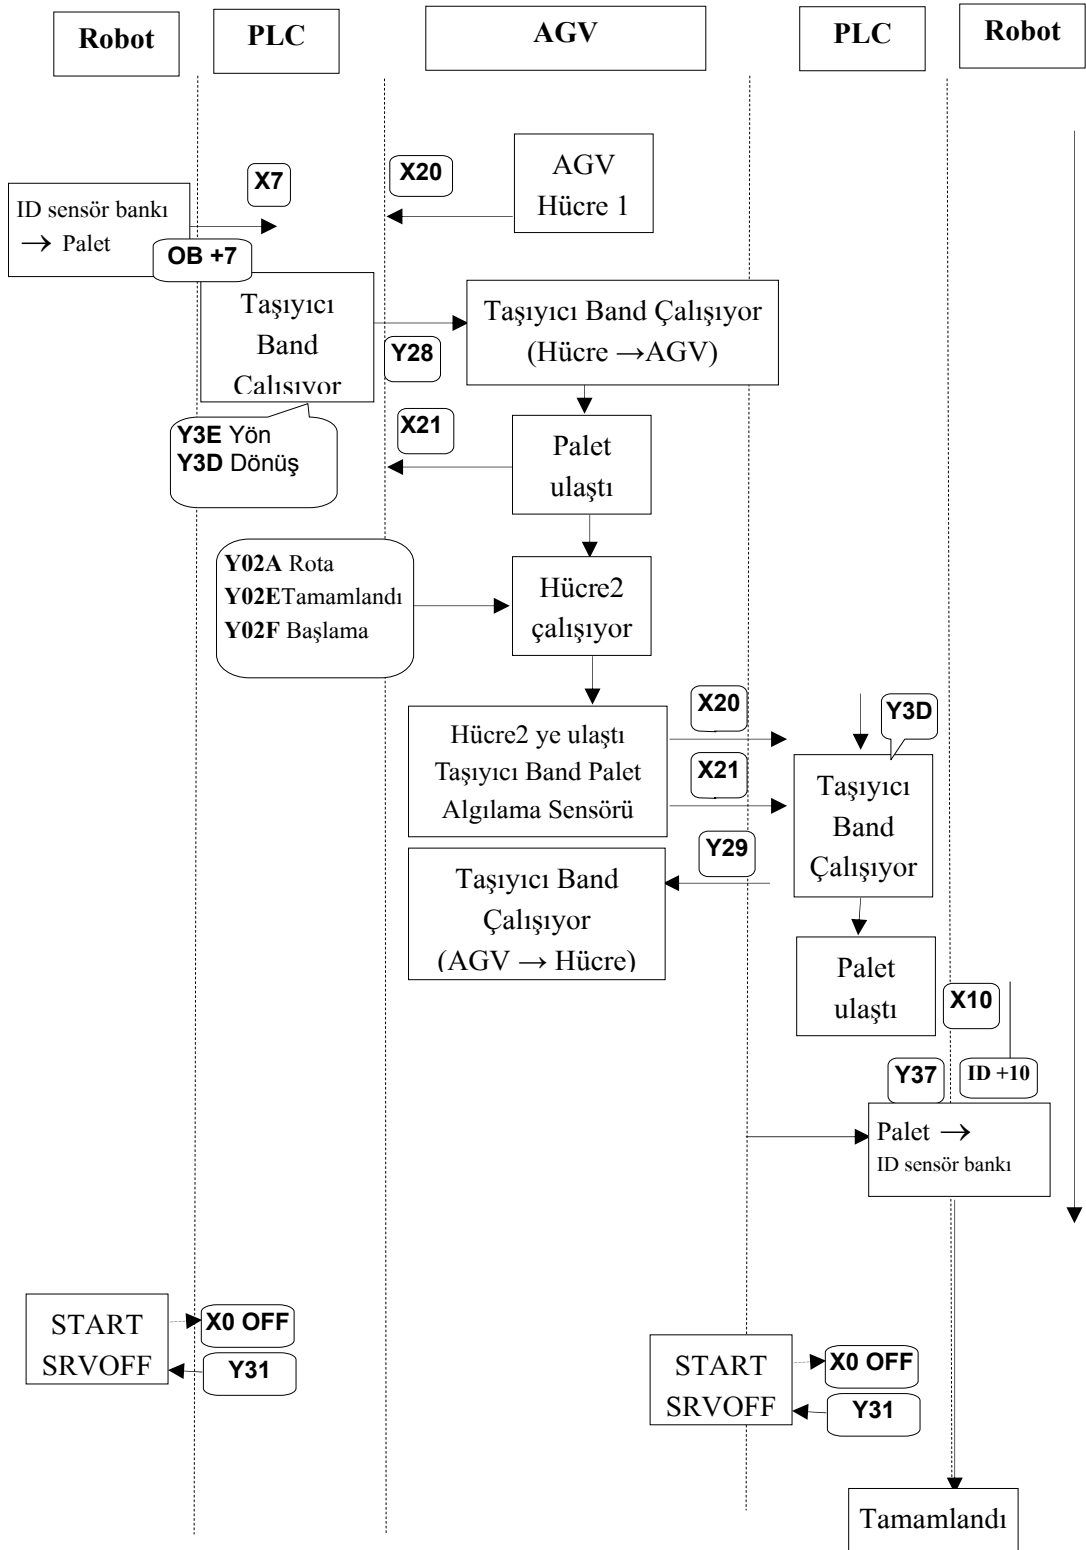 Robot
PLC
AGV
PLC
Robot
X7
X20
AGV
Hücre 1
ID sensör bankı
→ Palet
OB +7
Taşıyıcı
Band
Çalışıyor
Y28
Taşıyıcı Band Çalışıyor
(Hücre →AGV)
Y3E Yön
Y3D Dönüş
X21
Palet
ulaştı
Y02A Rota
Y02ETamamlandı
Y02F Başlama
Hücre2
çalışıyor
Hücre2 ye ulaştı
Taşıyıcı Band Palet
Algılama Sensörü
X20
X21
Y3D
Taşıyıcı
Band
Çalışıyor
Y29
Taşıyıcı Band
Çalışıyor
(AGV → Hücre)
Palet
ulaştı
X10
Y37
ID +10
Palet →
ID sensör bankı
START
SRVOFF
X0 OFF
Y31
START
SRVOFF
X0 OFF
Y31
Tamamlandı